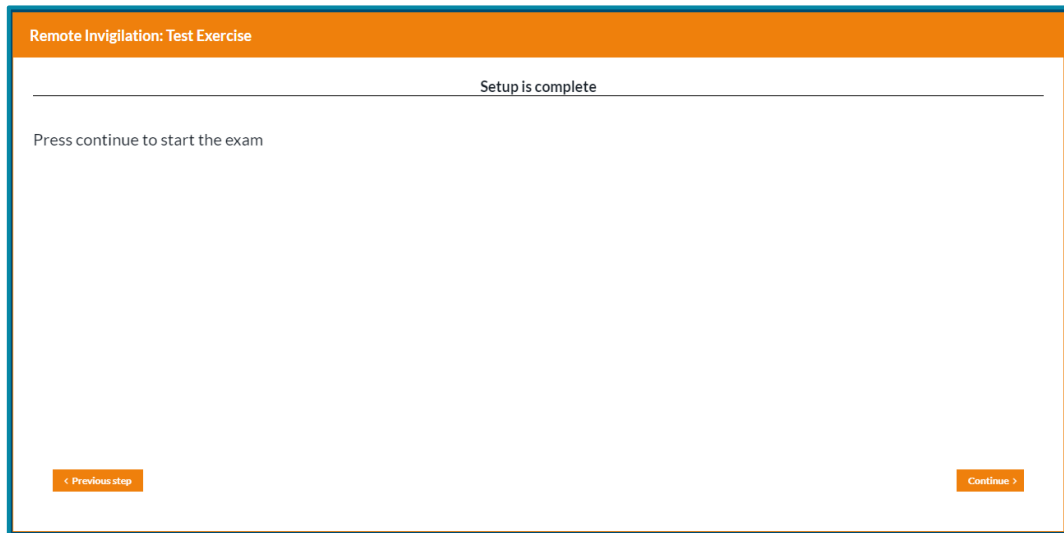 Remote Invigilation: Test Exercise
Setup is complete
Press continue to start the exam
< Previous step
Continue >